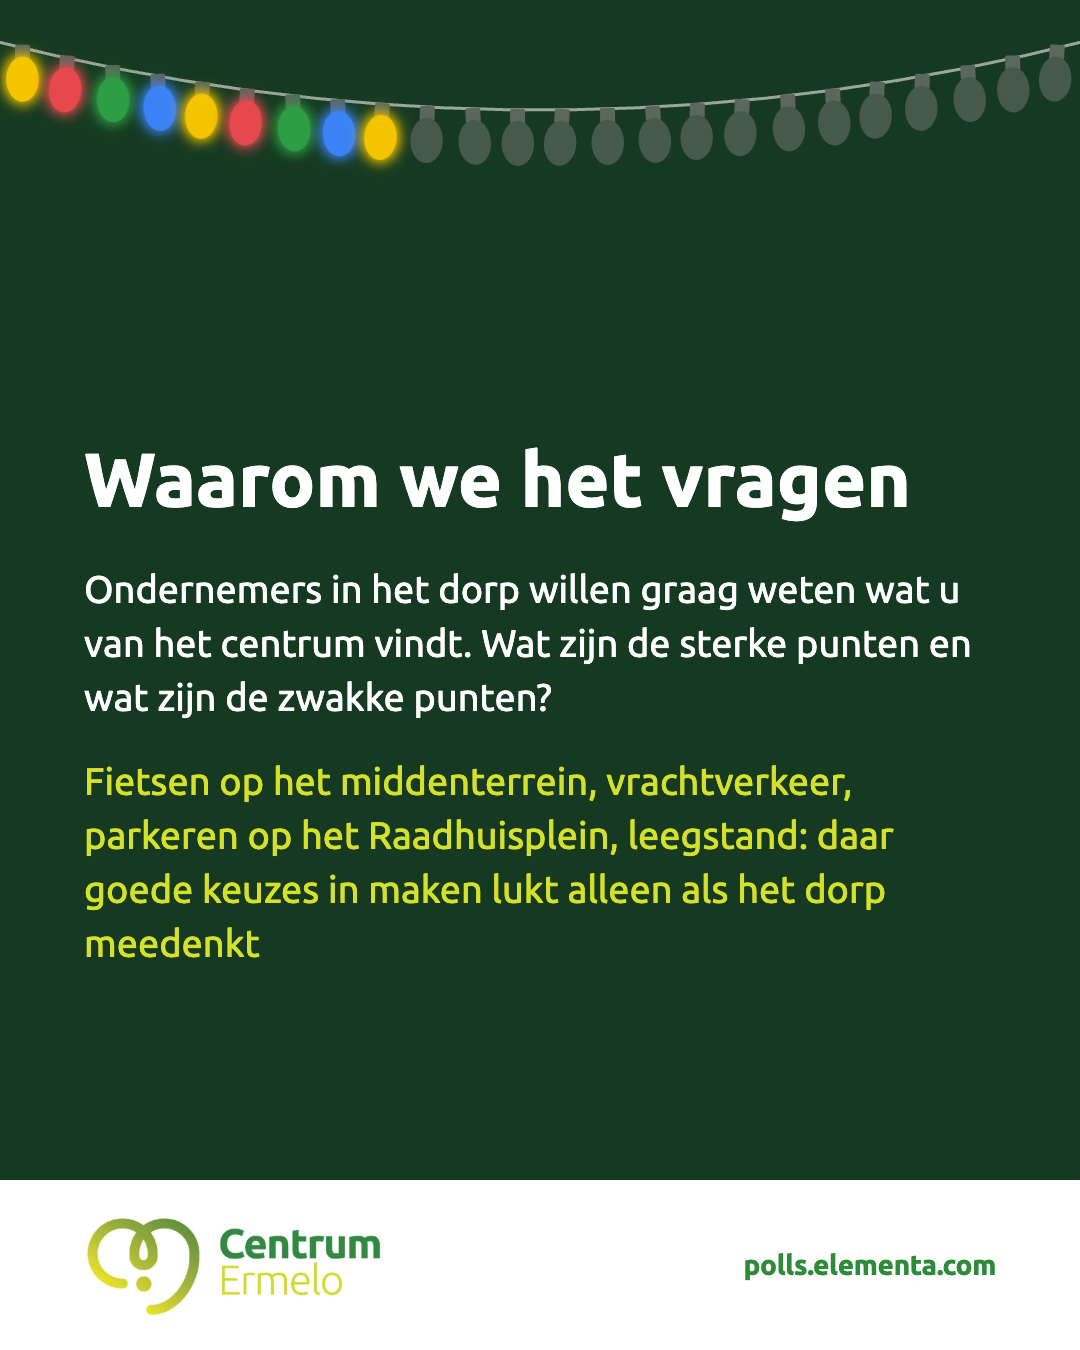 Waarom we het vragen
Ondernemers in het dorp willen graag weten wat u
van het centrum vindt. Wat zijn de sterke punten en
wat zijn de zwakke punten?
Fietsen op het middenterrein, vrachtverkeer,
parkeren op het Raadhuisplein, leegstand: daar
goede keuzes in maken lukt alleen als het dorp
meedenkt
Centrum
Ermelo
polls.elementa.com